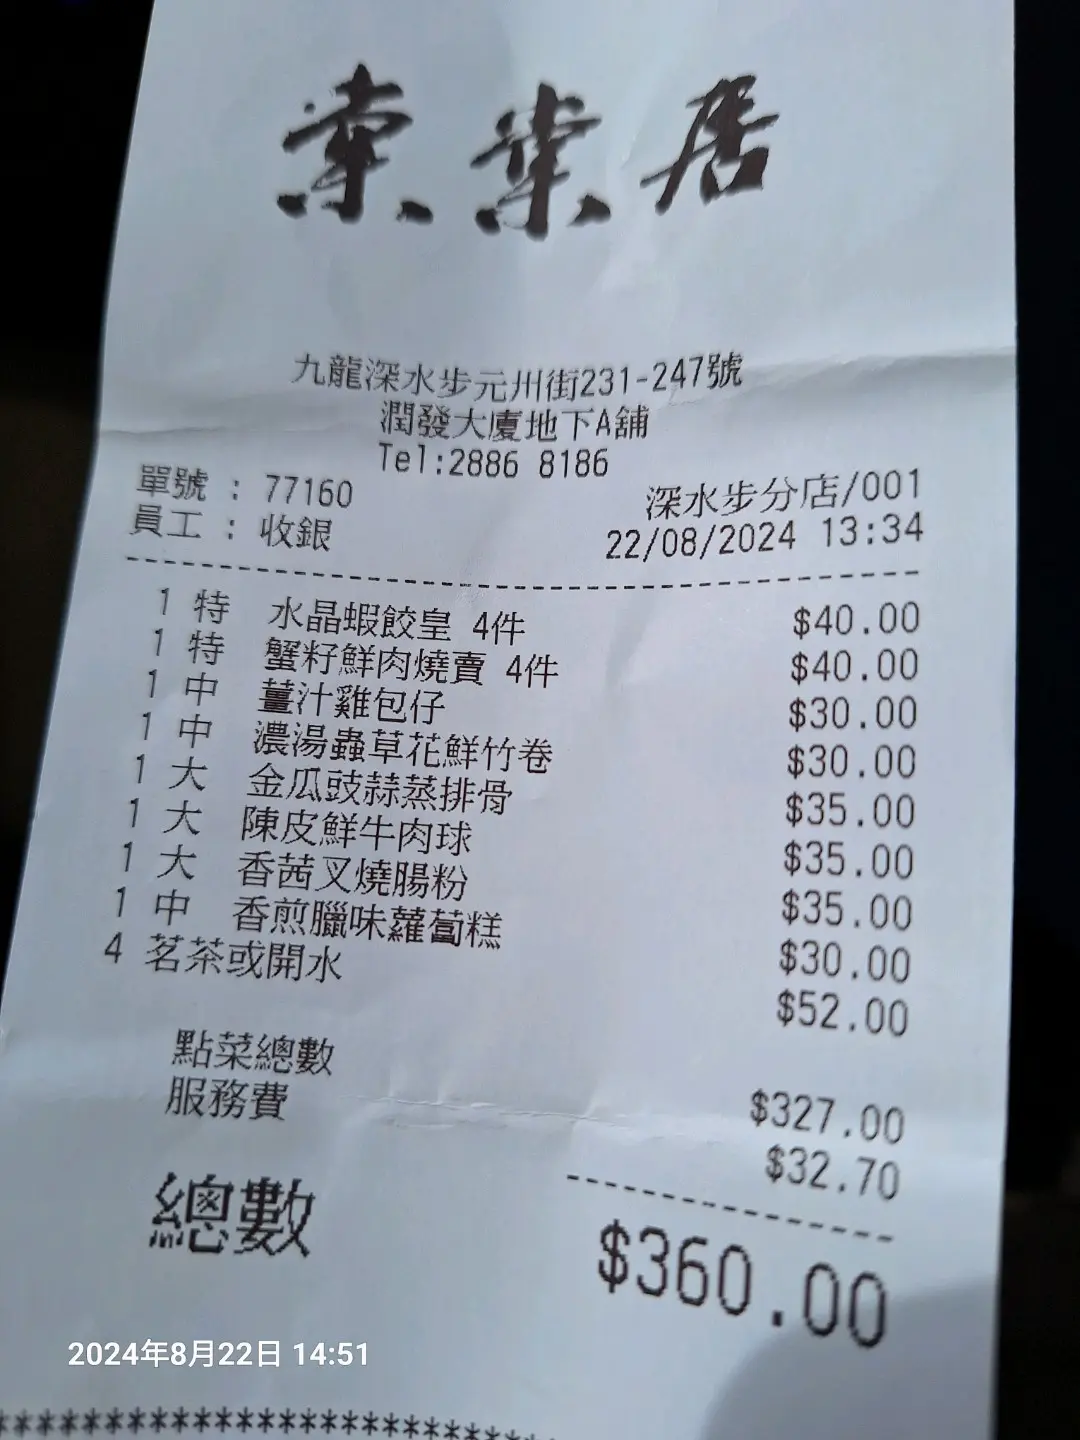 九龍深水步元州街231-247號
潤發大廈地下A舖
Tel:2886 8186
單號 : 77160
深水步分店/001
員工 : 收銀
22/08/2024 13:34
1 特 水晶蝦餃皇 4件 $40.00
1 特 蟹籽鮮肉燒賣 4件 $40.00
1 中 薑汁雞包仔 $30.00
1 中 濃湯蟲草花鮮竹卷 $30.00
1 大 金瓜豉蒜蒸排骨 $35.00
1 大 陳皮鮮牛肉球 $35.00
1 大 香茜叉燒腸粉 $35.00
1 中 香煎臘味蘿蔔糕 $30.00
4 茗茶或開水 $52.00
點菜總數 $327.00
服務費 $32.70
總數 $360.00
2024年8月22日 14:51